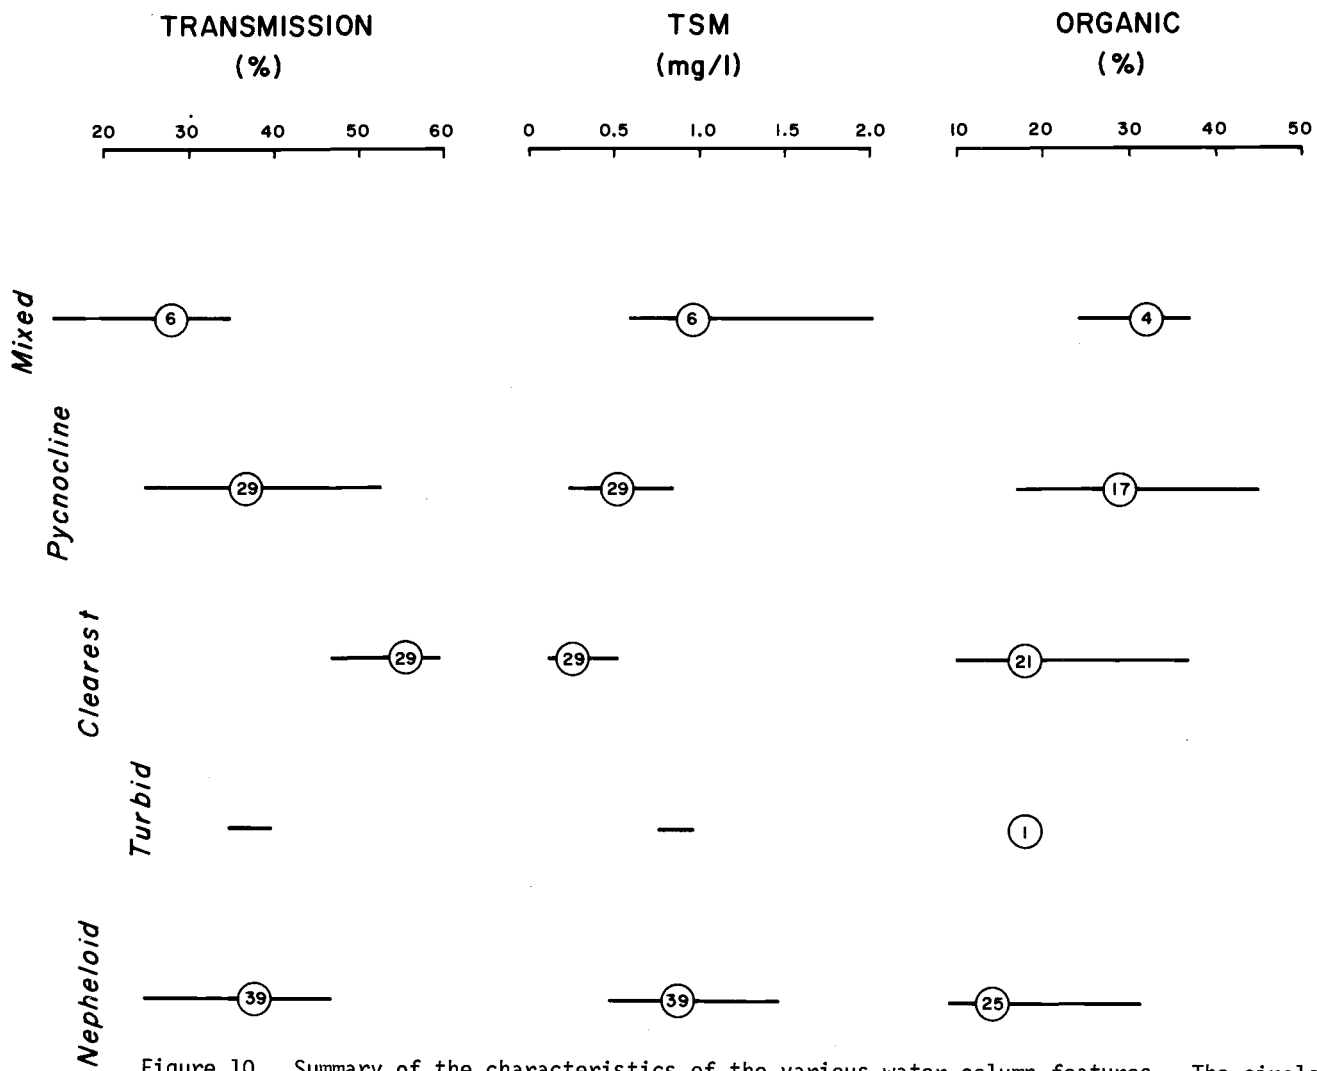 TRANSMISSION
(%)
TSM
(mg/l)
ORGANIC
(%)
20 30 40 50 60
0 0.5 1.0 1.5 2.0
10 20 30 40 50
Mixed
6
6
4
Pycnocline
29
29
17
Clearest
29
29
21
Turbid
1
Nepheloid
39
39
25
Figure 10. Summary of the characteristics of the various water column features. The circle